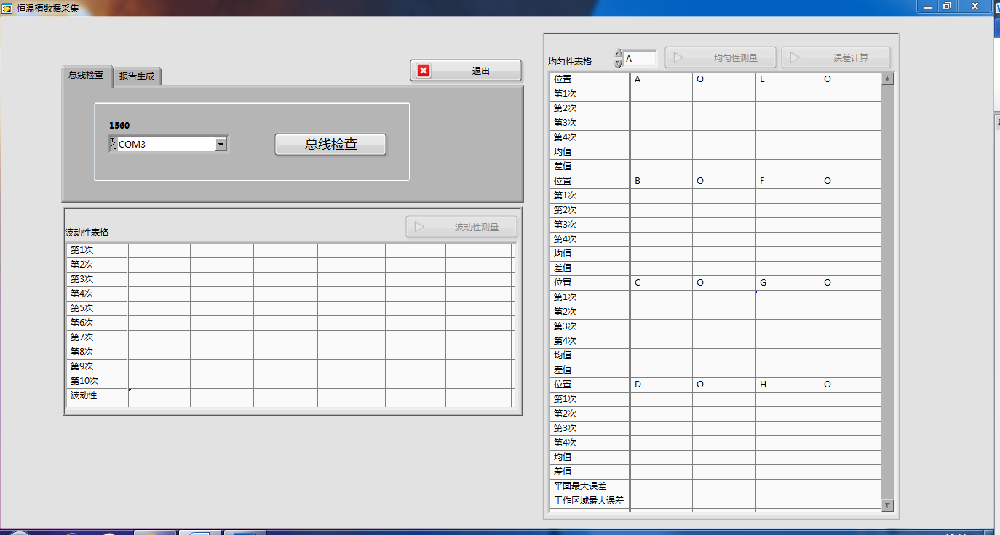 恒温槽数据采集
总线检查 报告生成
退出
1560
COM3
总线检查
波动性表格
波动性测量
第1次
第2次
第3次
第4次
第5次
第6次
第7次
第8次
第9次
第10次
波动性
均匀性表格 A 均匀性测量 误差计算
位置 A O E O
第1次
第2次
第3次
第4次
均值
差值
位置 B O F O
第1次
第2次
第3次
第4次
均值
差值
位置 C O G O
第1次
第2次
第3次
第4次
均值
差值
位置 D O H O
第1次
第2次
第3次
第4次
均值
差值
平面最大误差
工作区域最大误差